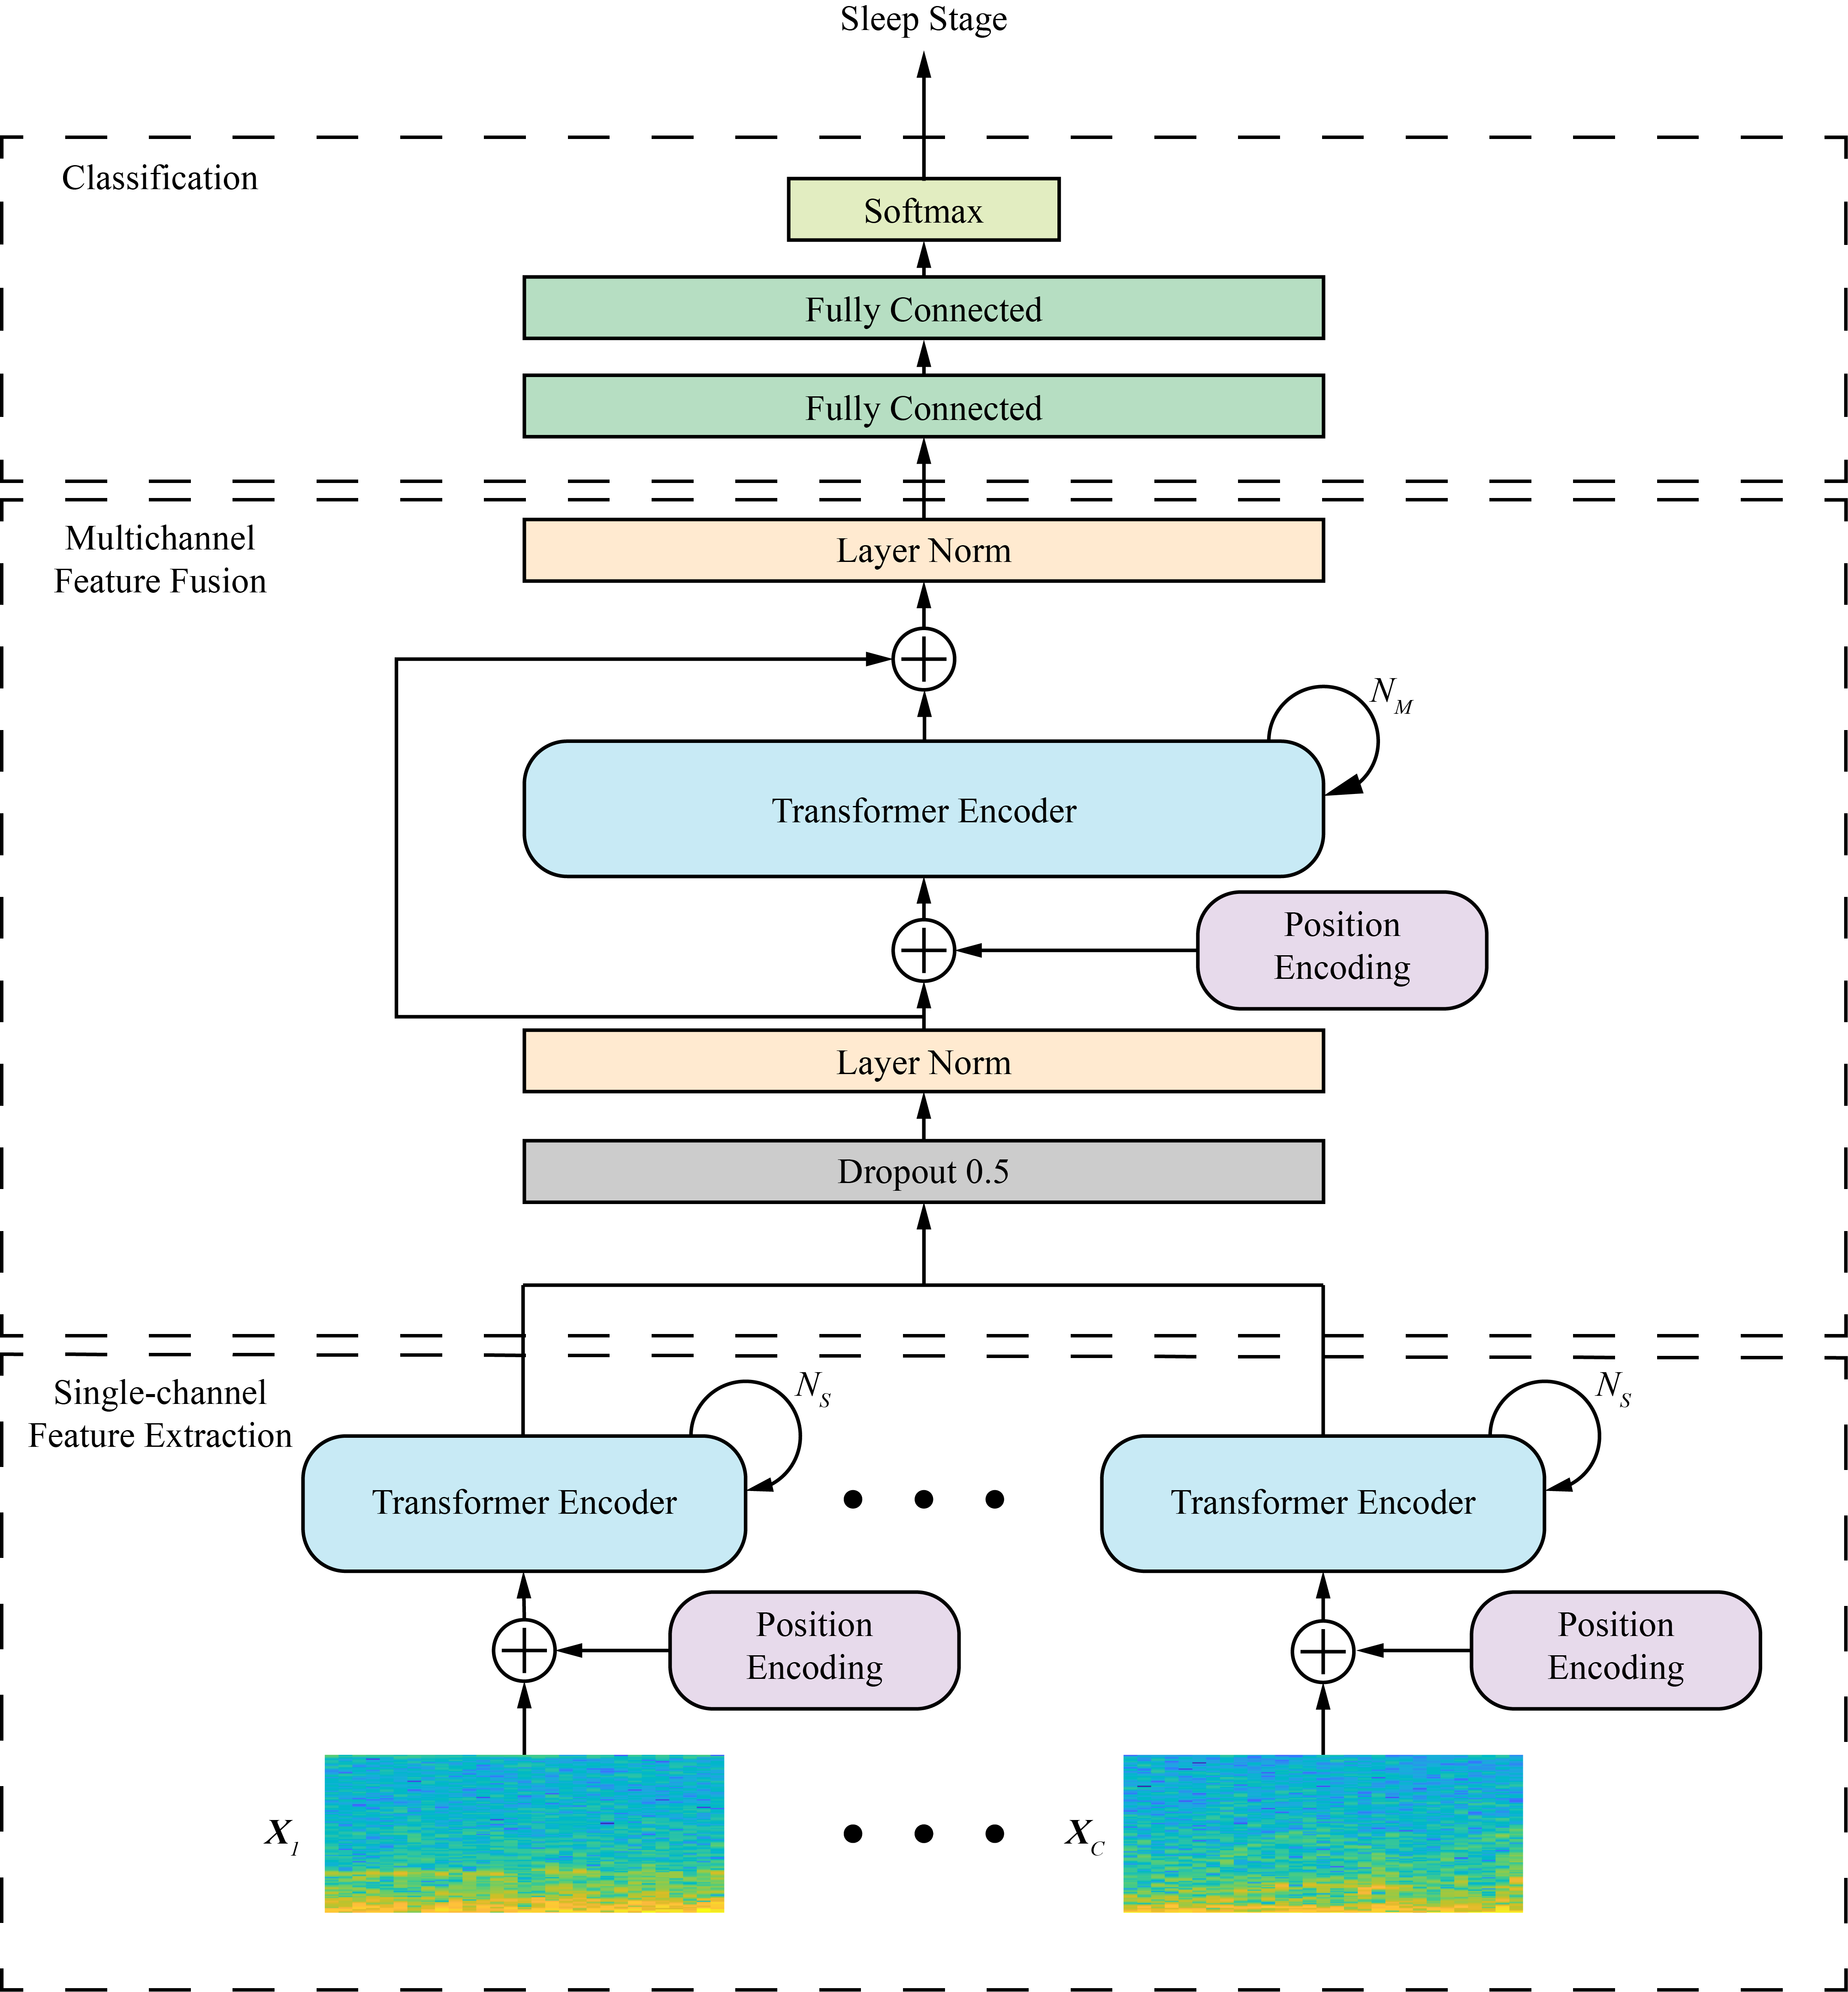 Sleep Stage
Classification
Softmax
Fully Connected
Fully Connected
Multichannel
Feature Fusion
Layer Norm
N_M
Transformer Encoder
Position
Encoding
Layer Norm
Dropout 0.5
Single-channel
Feature Extraction
N_S
N_S
Transformer Encoder
Transformer Encoder
Position
Encoding
Position
Encoding
X_1
X_C